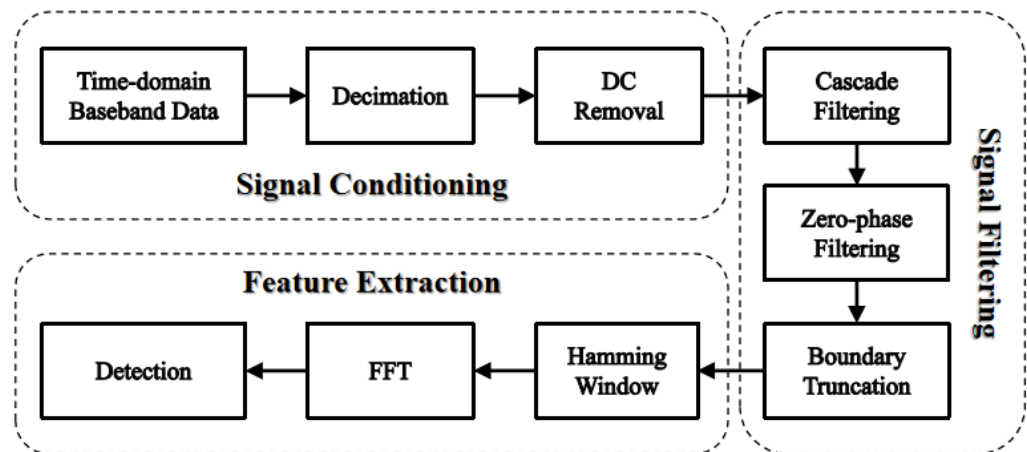 Time-domain
Baseband Data
Decimation
DC
Removal
Signal Conditioning
Cascade
Filtering
Zero-phase
Filtering
Boundary
Truncation
Signal Filtering
Feature Extraction
Hamming
Window
FFT
Detection